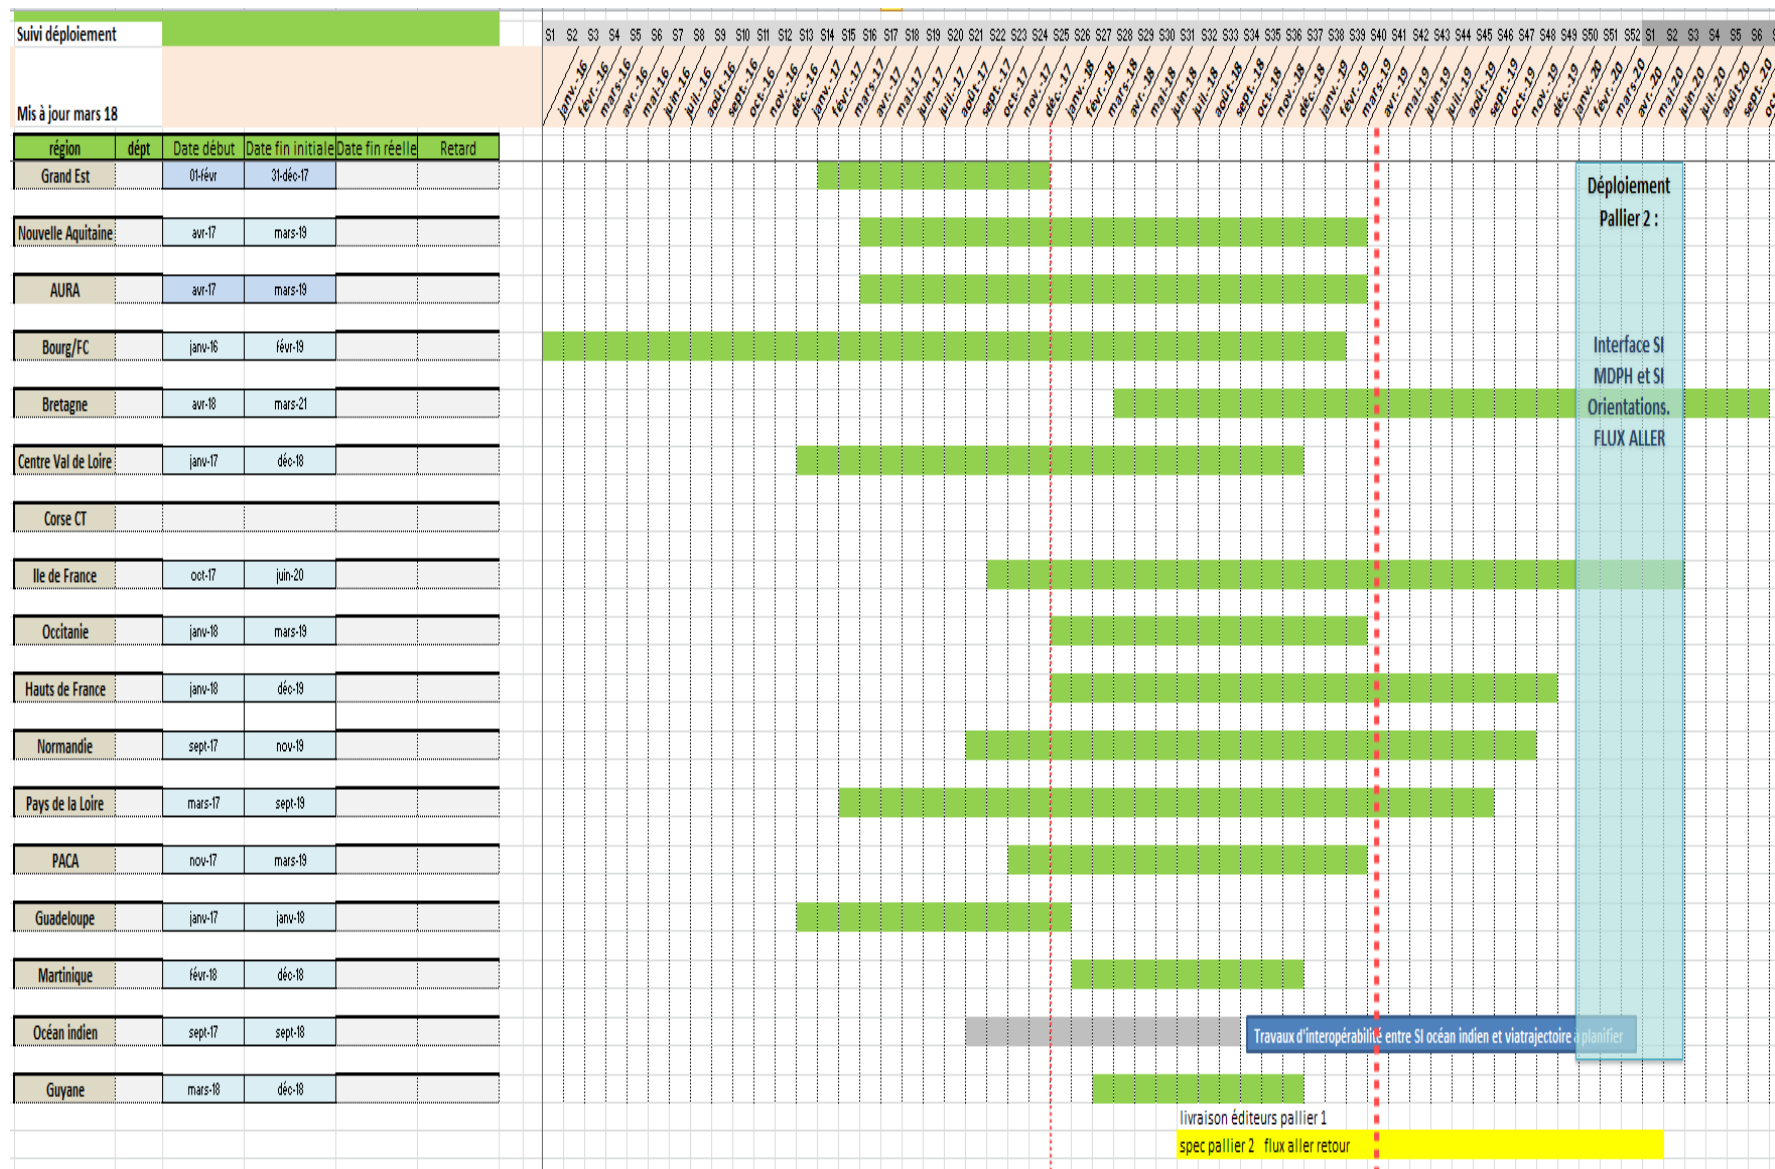 Suivi déploiement
S1 S2 S3 S4 S5 S6 S7 S8 S9 S10 S11 S12 S13 S14 S15 S16 S17 S18 S19 S20 S21 S22 S23 S24 S25 S26 S27 S28 S29 S30 S31 S32 S33 S34 S35 S36 S37 S38 S39 S40 S41 S42 S43 S44 S45 S46 S47 S48 S49 S50 S51 S52 S1 S2 S3 S4 S5 S6
janv.-16 févr.-16 mars-16 avr.-16 mai-16 juin-16 juil.-16 août-16 sept.-16 oct.-16 nov.-16 déc.-16 janv.-17 févr.-17 mars-17 avr.-17 mai-17 juin-17 juil.-17 août-17 sept.-17 oct.-17 nov.-17 déc.-17 janv.-18 févr.-18 mars-18 avr.-18 mai-18 juin-18 juil.-18 août-18 sept.-18 oct.-18 nov.-18 déc.-18 janv.-19 févr.-19 mars-19 avr.-19 mai-19 juin-19 juil.-19 août-19 sept.-19 oct.-19 nov.-19 déc.-19 janv.-20 févr.-20 mars-20 avr.-20 mai-20 juin-20 juil.-20 août-20 sept.-20
Mis à jour mars 18
région dépt Date début Date fin initiale Date fin réelle Retard
Grand Est 01-févr 31-déc-17
Nouvelle Aquitaine avr-17 mars-19
AURA avr-17 mars-19
Bourg/FC janv-16 févr-19
Bretagne avr-18 mars-21
Centre Val de Loire janv-17 déc-18
Corse CT
Ile de France oct-17 juin-20
Occitanie janv-18 mars-19
Hauts de France janv-18 déc-19
Normandie sept-17 nov-19
Pays de la Loire mars-17 sept-19
PACA nov-17 mars-19
Guadeloupe janv-17 janv-18
Martinique févr-18 déc-18
Océan indien sept-17 sept-18
Guyane mars-18 déc-18
Déploiement
Pallier 2 :
Interface SI
MDPH et SI
Orientations.
FLUX ALLER
Travaux d'interopérabilité entre SI océan indien et viatrajectoire à planifier
livraison éditeurs pallier 1
spec pallier 2 flux aller retour